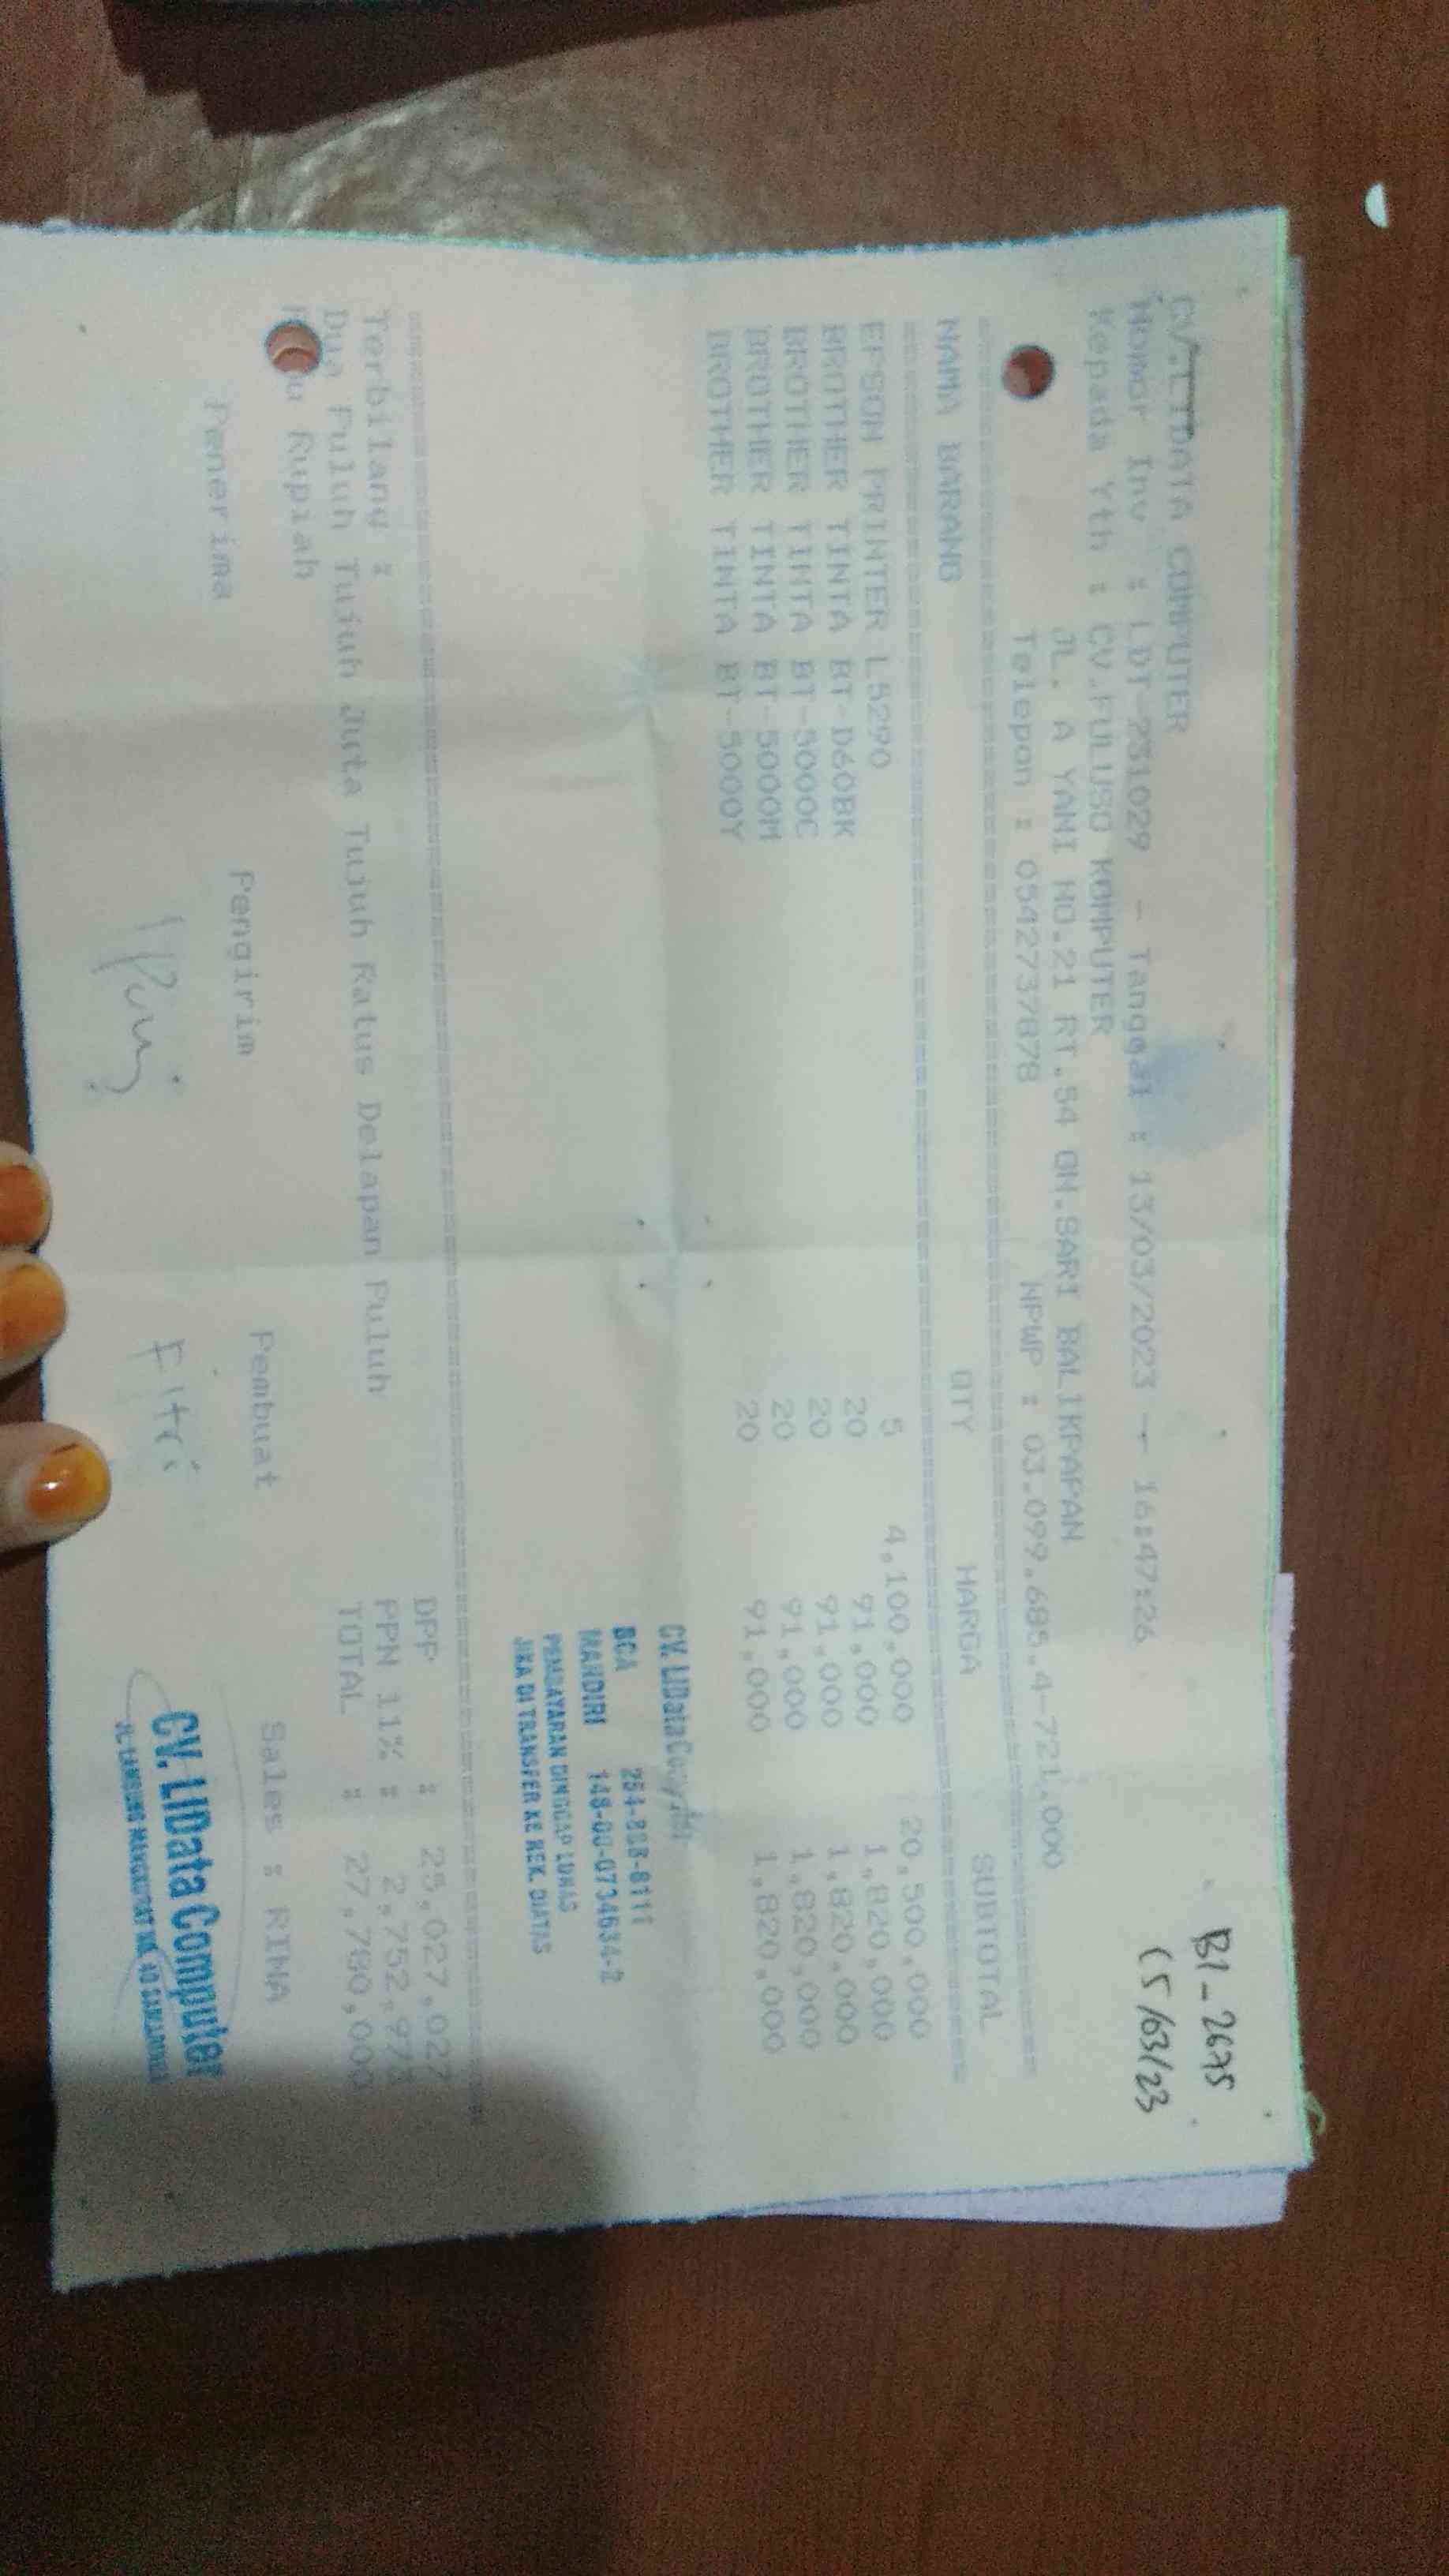 BI-2675
15/03/23
CV.LIDATA COMPUTER
Nomor Inv : LDT-231029 - Tanggal : 13/03/2023 - 16:47:26
Kepada Yth : CV.FULUSO KOMPUTER
JL. A YANI NO.21 RT.54 GN.SARI BALIKPAPAN
Telepon : 0542737878 NPWP : 03.099.685.4-721.000
NAMA BARANG QTY HARGA SUBTOTAL
EPSON PRINTER L5290 5 4,100,000 20,500,000
BROTHER TINTA BT-D60BK 20 91,000 1,820,000
BROTHER TINTA BT-5000C 20 91,000 1,820,000
BROTHER TINTA BT-5000M 20 91,000 1,820,000
BROTHER TINTA BT-5000Y 20 91,000 1,820,000
CV. LIData Computer
BCA 254-828-8111
MANDIRI 148-00-0734634-2
PEMBAYARAN DINGGAP LUNAS
JIKA DI TRANSFER KE REK. DIATAS
DPP : 25,027,027
PPN 11% : 2,752,973
TOTAL : 27,780,000
Terbilang :
Dua Puluh Tujuh Juta Tujuh Ratus Delapan Puluh
Rupiah
Penerima Pengirim Pembuat Sales : RINA
Fitri
CV. LIData Computer